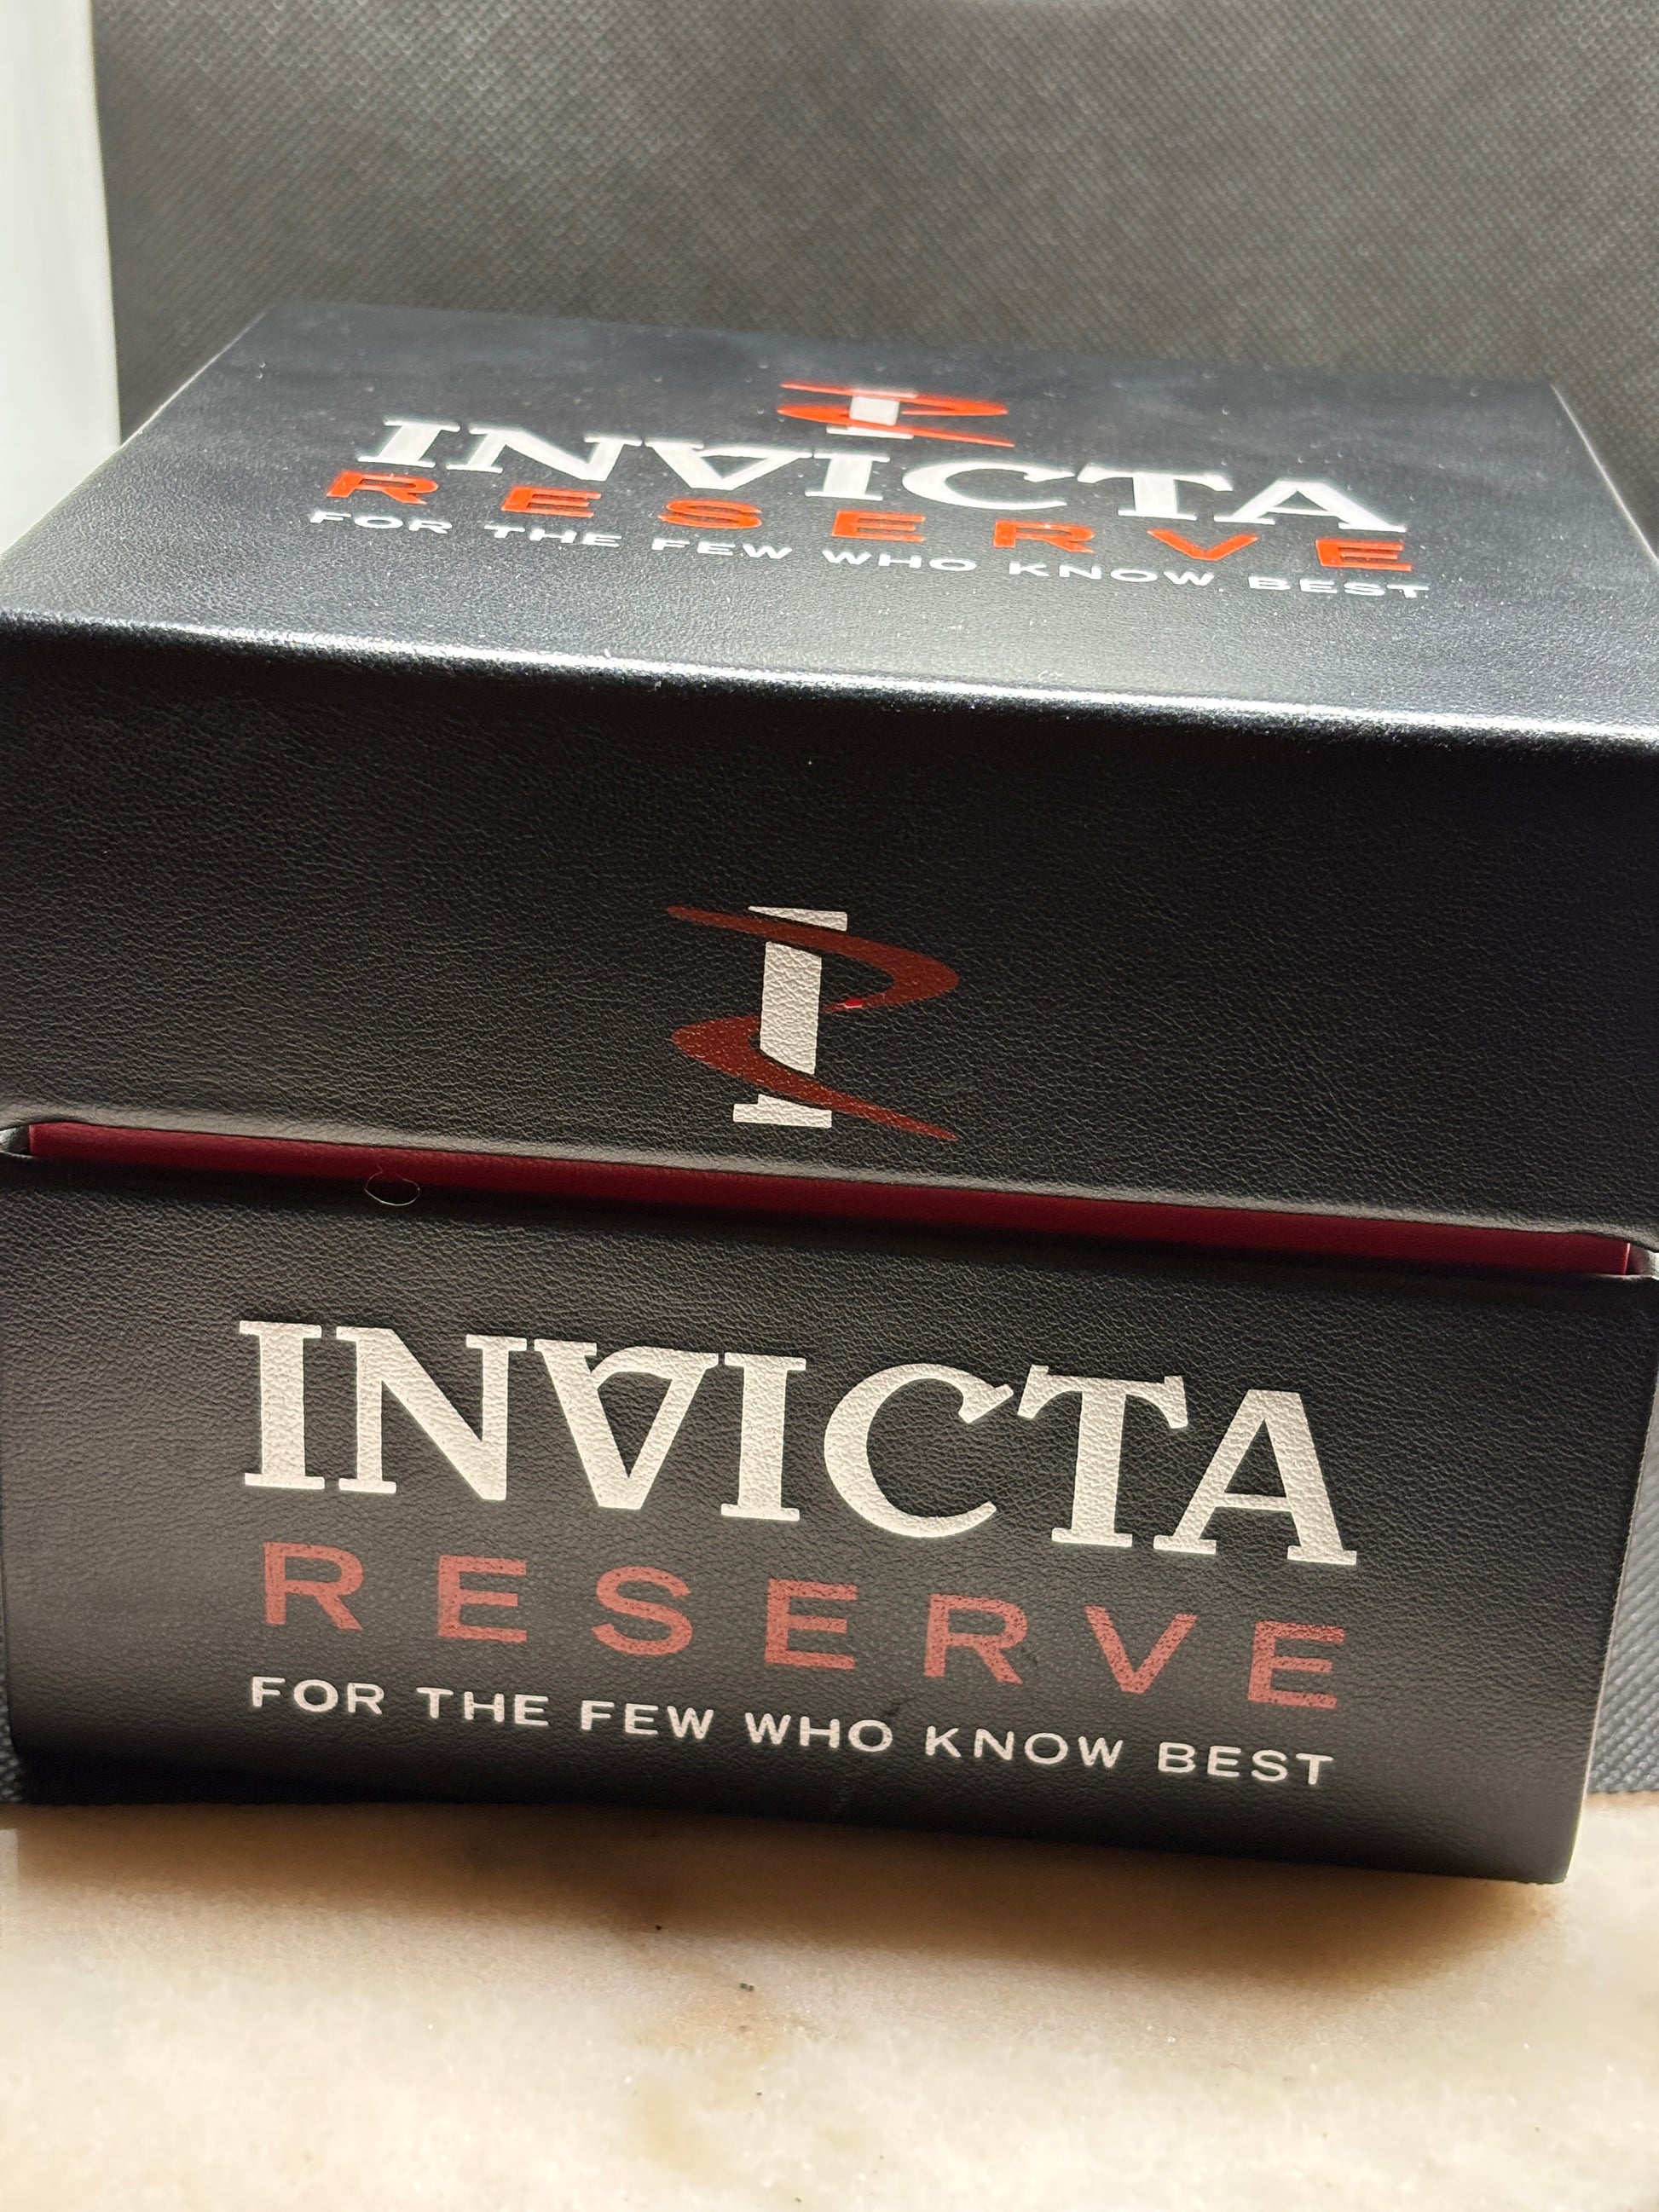 INVICTA
RESERVE
FOR THE FEW WHO KNOW BEST
INVICTA
RESERVE
FOR THE FEW WHO KNOW BEST